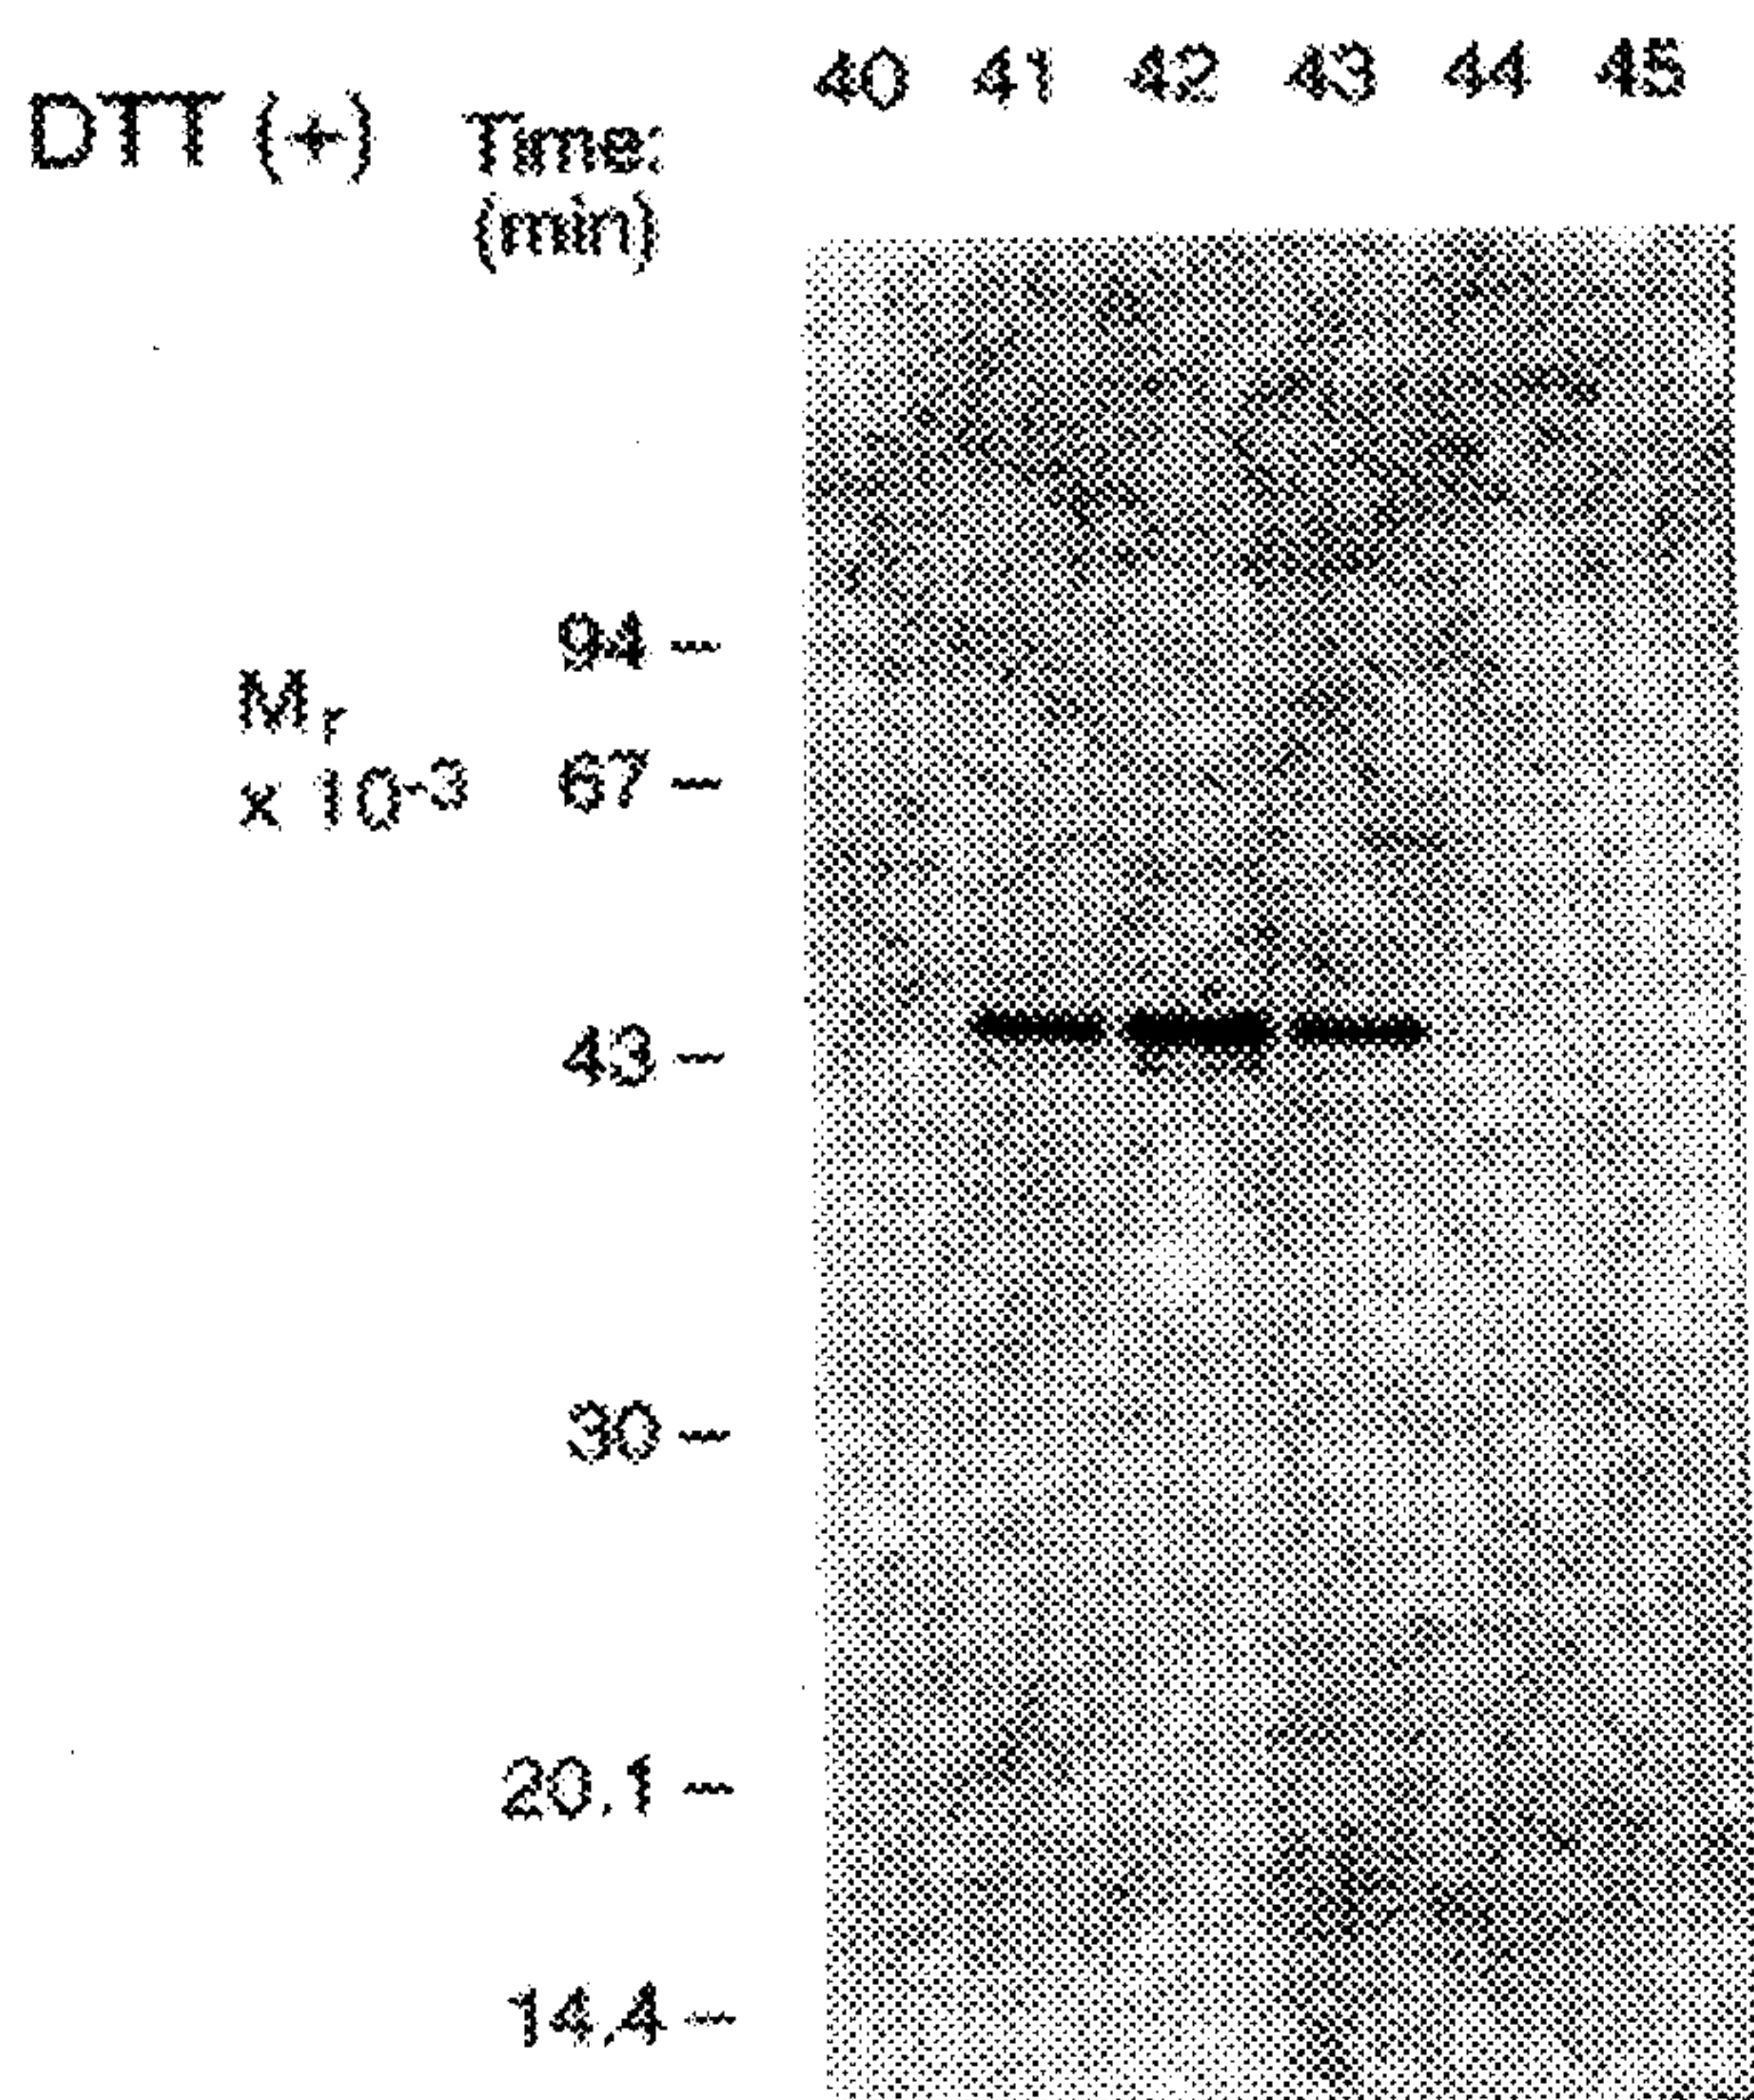 40 41 42 43 44 45
DTT (+) Time:
(min)
94 –
M r
67 –
x 10-3
43 –
30 –
20.1 –
14.4 –